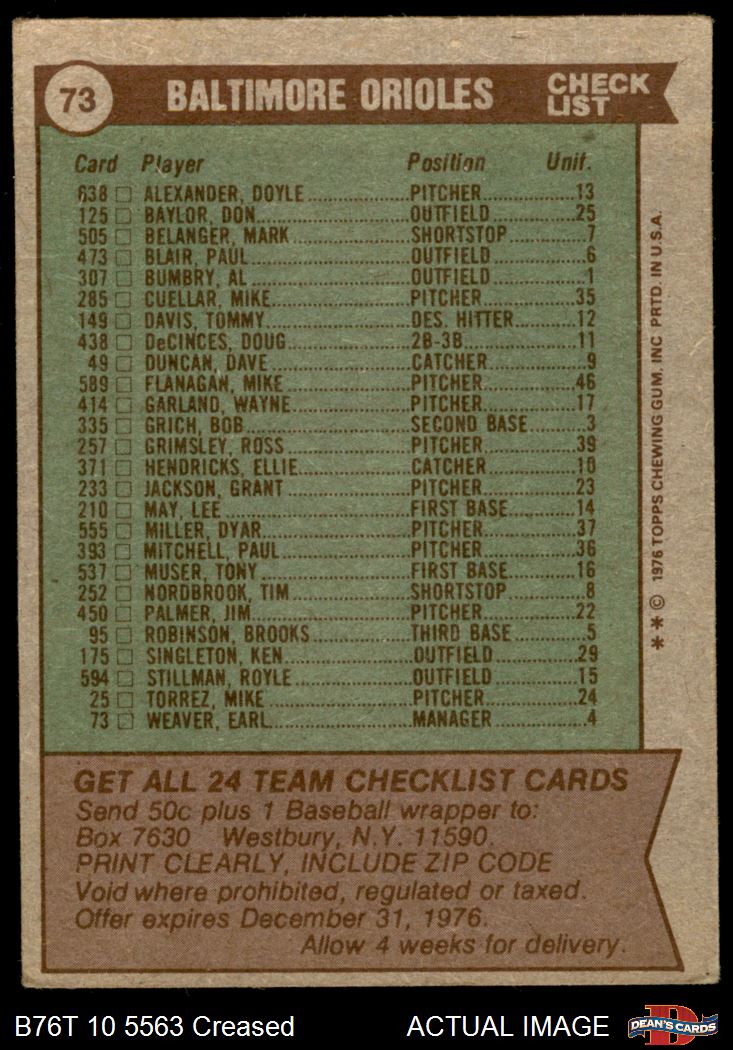 73 BALTIMORE ORIOLES CHECK LIST
Card Player Position Unif.
638 □ ALEXANDER, DOYLE PITCHER 13
125 □ BAYLOR, DON OUTFIELD 25
505 □ BELANGER, MARK SHORTSTOP 7
473 □ BLAIR, PAUL OUTFIELD 6
307 □ BUMBRY, AL OUTFIELD 1
285 □ CUELLAR, MIKE PITCHER 35
149 □ DAVIS, TOMMY DES. HITTER 12
438 □ DeCINCES, DOUG 2B-3B 11
49 □ DUNCAN, DAVE CATCHER 9
589 □ FLANAGAN, MIKE PITCHER 46
414 □ GARLAND, WAYNE PITCHER 17
335 □ GRICH, BOB SECOND BASE 3
257 □ GRIMSLEY, ROSS PITCHER 39
371 □ HENDRICKS, ELLIE CATCHER 10
233 □ JACKSON, GRANT PITCHER 23
210 □ MAY, LEE FIRST BASE 14
555 □ MILLER, DYAR PITCHER 37
393 □ MITCHELL, PAUL PITCHER 36
537 □ MUSER, TONY FIRST BASE 16
252 □ NORDBROOK, TIM SHORTSTOP 8
450 □ PALMER, JIM PITCHER 22
95 □ ROBINSON, BROOKS THIRD BASE 5
175 □ SINGLETON, KEN OUTFIELD 29
594 □ STILLMAN, ROYLE OUTFIELD 15
25 □ TORREZ, MIKE PITCHER 24
73 □ WEAVER, EARL MANAGER 4
GET ALL 24 TEAM CHECKLIST CARDS
Send 50c plus 1 Baseball wrapper to:
Box 7630 Westbury, N.Y. 11590.
PRINT CLEARLY, INCLUDE ZIP CODE
Void where prohibited, regulated or taxed.
Offer expires December 31, 1976.
Allow 4 weeks for delivery.
** © 1976 TOPPS CHEWING GUM, INC PRTD. IN U.S.A.
B76T 10 5563 Creased ACTUAL IMAGE DEAN'S CARDS